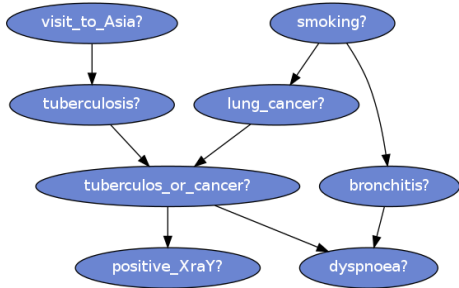 visit_to_Asia?
smoking?
tuberculosis?
lung_cancer?
tuberculos_or_cancer?
bronchitis?
positive_XraY?
dyspnoea?